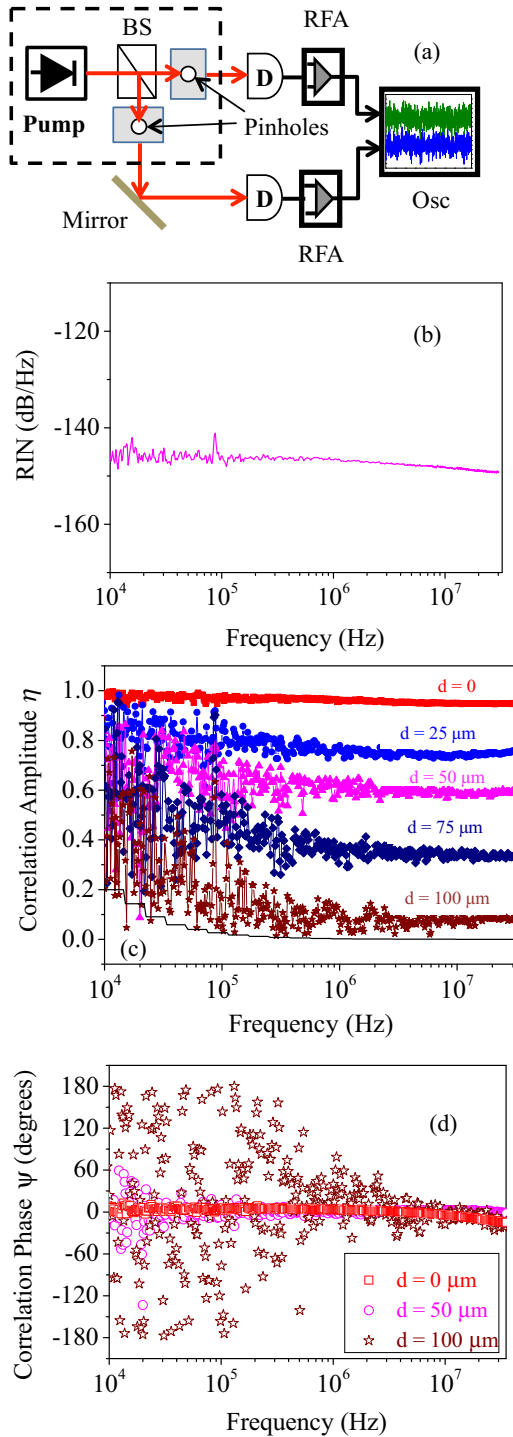 BS
RFA
(a)
D
Pump
Pinholes
D
Mirror
RFA
Osc
-120
(b)
-140
-160
RIN (dB/Hz)
10⁴ 10⁵ 10⁶ 10⁷
Frequency (Hz)
1.0
d = 0
0.8
d = 25 µm
0.6
d = 50 µm
0.4
d = 75 µm
0.2
d = 100 µm
0.0
(c)
Correlation Amplitude η
10⁴ 10⁵ 10⁶ 10⁷
Frequency (Hz)
180
(d)
120
60
0
-60
-120
-180
Correlation Phase Ψ (degrees)
d = 0 µm
d = 50 µm
d = 100 µm
10⁴ 10⁵ 10⁶ 10⁷
Frequency (Hz)